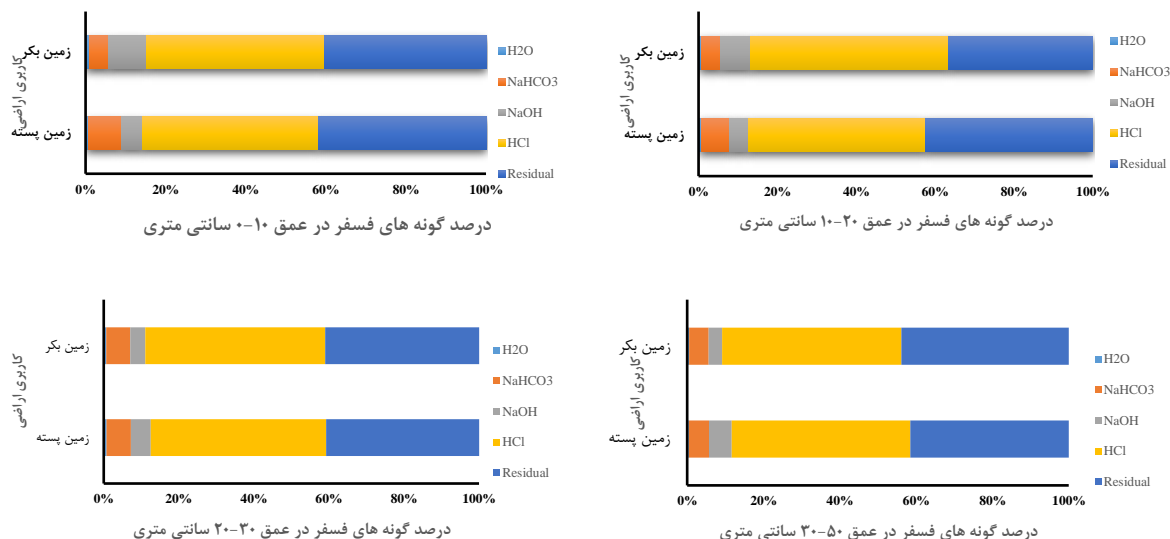 کاربری اراضی
زمین بکر
زمین پسته
H2O
NaHCO3
NaOH
HCl
Residual
0% 20% 40% 60% 80% 100%
درصد گونه های فسفر در عمق ۱۰-۰ سانتی متری
کاربری اراضی
زمین بکر
زمین پسته
H2O
NaHCO3
NaOH
HCl
Residual
0% 20% 40% 60% 80% 100%
درصد گونه های فسفر در عمق ۲۰-۱۰ سانتی متری
کاربری اراضی
زمین بکر
زمین پسته
H2O
NaHCO3
NaOH
HCl
Residual
0% 20% 40% 60% 80% 100%
درصد گونه های فسفر در عمق ۳۰-۲۰ سانتی متری
کاربری اراضی
زمین بکر
زمین پسته
H2O
NaHCO3
NaOH
HCl
Residual
0% 20% 40% 60% 80% 100%
درصد گونه های فسفر در عمق ۵۰-۳۰ سانتی متری